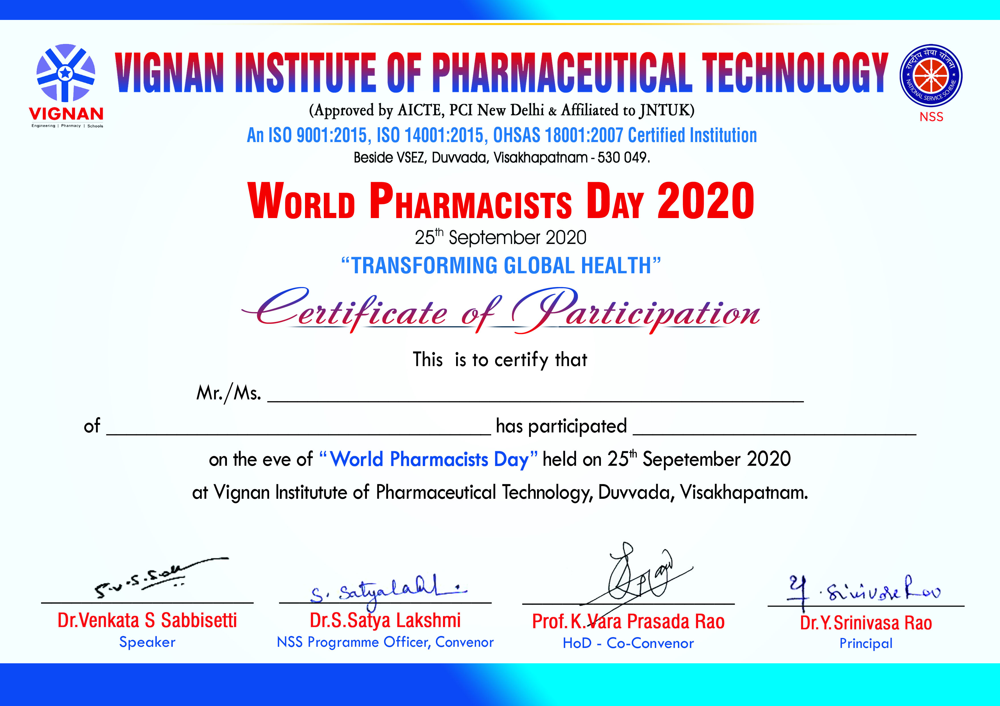 VIGNAN INSTITUTE OF PHARMACEUTICAL TECHNOLOGY
VIGNAN
Engineering | Pharmacy | Schools
राष्ट्रीय सेवा योजना
NATIONAL SERVICE SCHEME
NSS
(Approved by AICTE, PCI New Delhi & Affiliated to JNTUK)
An ISO 9001:2015, ISO 14001:2015, OHSAS 18001:2007 Certified Institution
Beside VSEZ, Duvvada, Visakhapatnam - 530 049.
WORLD PHARMACISTS DAY 2020
25th September 2020
“TRANSFORMING GLOBAL HEALTH”
Certificate of Participation
This is to certify that
Mr./Ms.
of has participated
on the eve of “World Pharmacists Day” held on 25th Sepetember 2020
at Vignan Institutute of Pharmaceutical Technology, Duvvada, Visakhapatnam.
S.V.S.Sab S. Satyalakshmi Y. Srinivasa Rao
Dr.Venkata S Sabbisetti Dr.S.Satya Lakshmi Prof.K.Vara Prasada Rao Dr.Y.Srinivasa Rao
Speaker NSS Programme Officer, Convenor HoD - Co-Convenor Principal